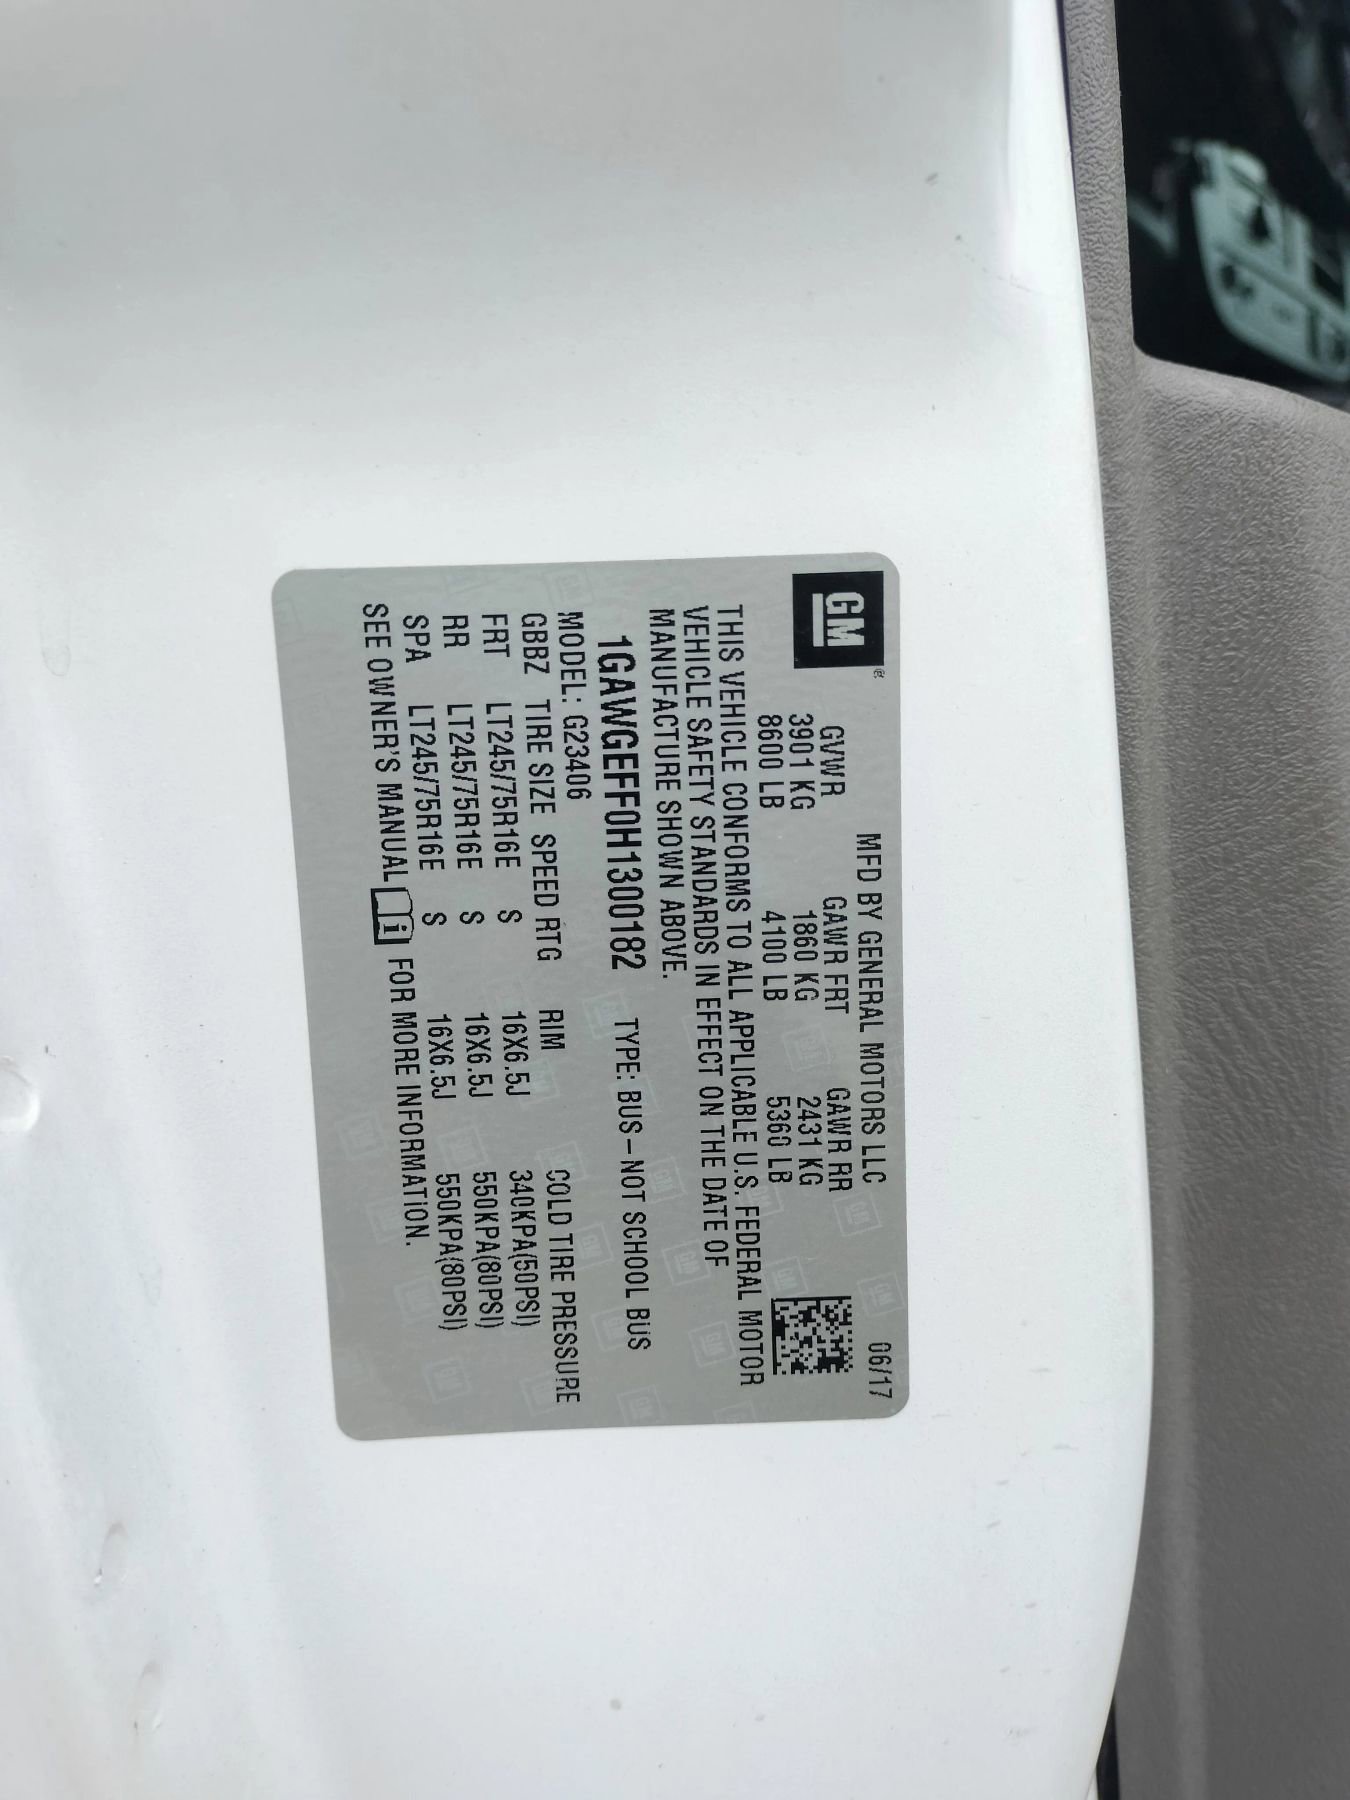 GM®
MFD BY GENERAL MOTORS LLC 06/17
GVWR GAWR FRT GAWR RR
3901 KG 1860 KG 2431 KG
8600 LB 4100 LB 5360 LB
THIS VEHICLE CONFORMS TO ALL APPLICABLE U.S. FEDERAL MOTOR
VEHICLE SAFETY STANDARDS IN EFFECT ON THE DATE OF
MANUFACTURE SHOWN ABOVE.
1GAWGEFF0H1300182 TYPE: BUS–NOT SCHOOL BUS
MODEL: G23406
GBBZ TIRE SIZE SPEED RTG RIM COLD TIRE PRESSURE
FRT LT245/75R16E S 16X6.5J 340KPA(50PSI)
RR LT245/75R16E S 16X6.5J 550KPA(80PSI)
SPA LT245/75R16E S 16X6.5J 550KPA(80PSI)
SEE OWNER'S MANUAL i FOR MORE INFORMATION.